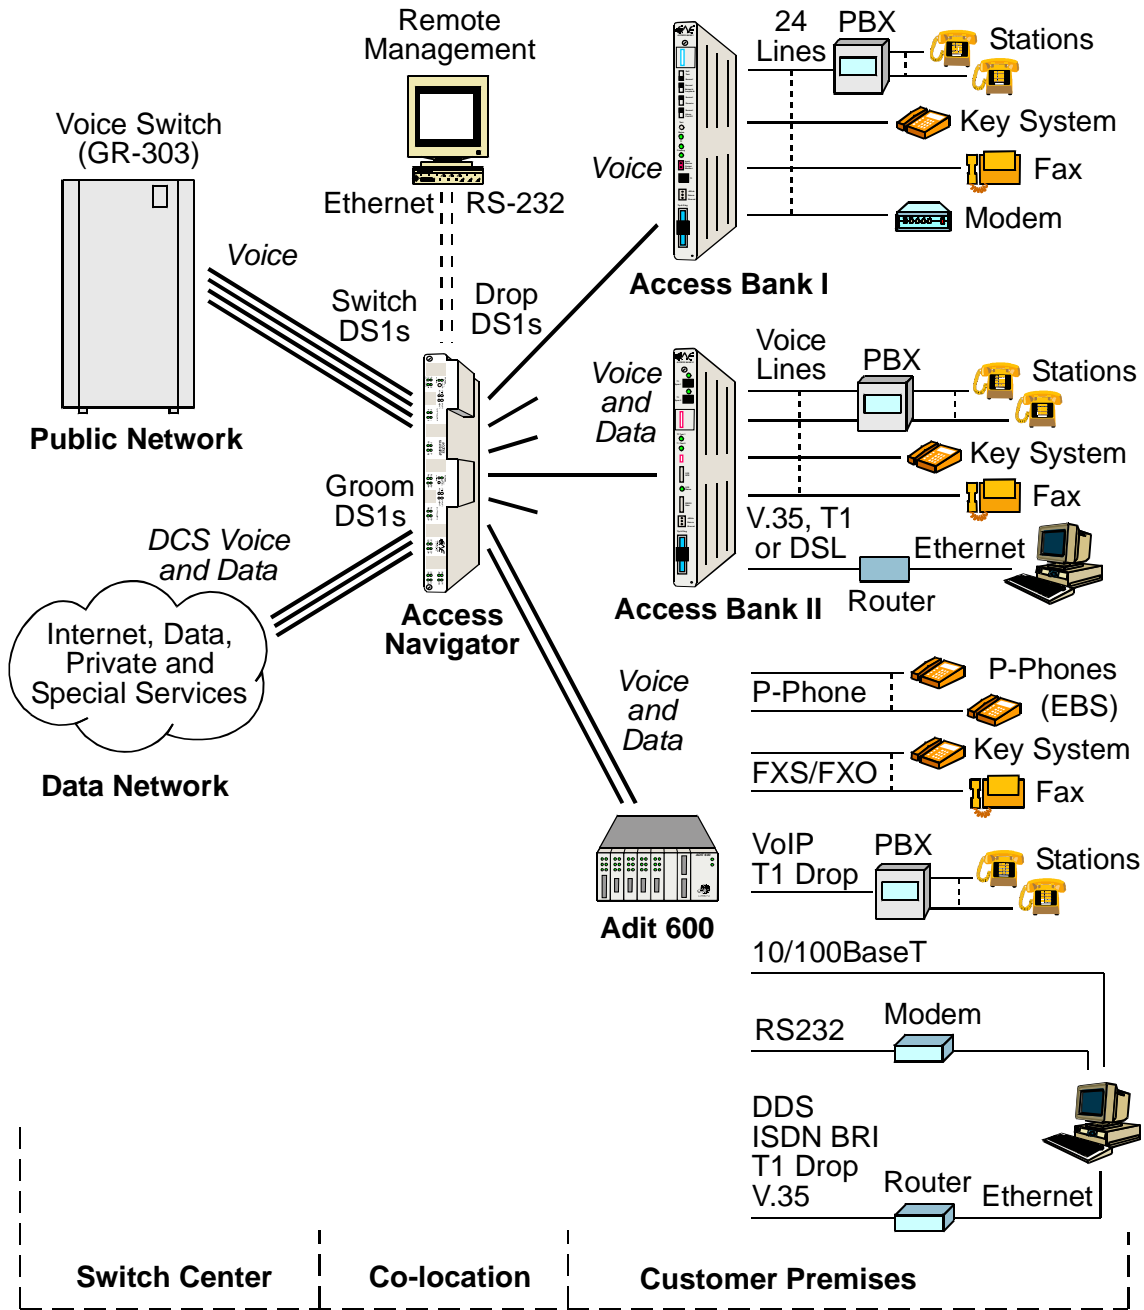 Remote
Management
Voice Switch
(GR-303)
Ethernet
RS-232
Voice
Switch
DS1s
Drop
DS1s
Public Network
Groom
DS1s
DCS Voice
and Data
Access
Navigator
Internet, Data,
Private and
Special Services
Data Network
Voice
24
Lines
PBX
Stations
Key System
Fax
Modem
Access Bank I
Voice
and
Data
Voice
Lines
PBX
Stations
Key System
Fax
V.35, T1
or DSL
Ethernet
Router
Access Bank II
Voice
and
Data
P-Phone
P-Phones
(EBS)
FXS/FXO
Key System
Fax
VoIP
T1 Drop
PBX
Stations
Adit 600
10/100BaseT
RS232
Modem
DDS
ISDN BRI
T1 Drop
V.35
Router
Ethernet
Switch Center
Co-location
Customer Premises